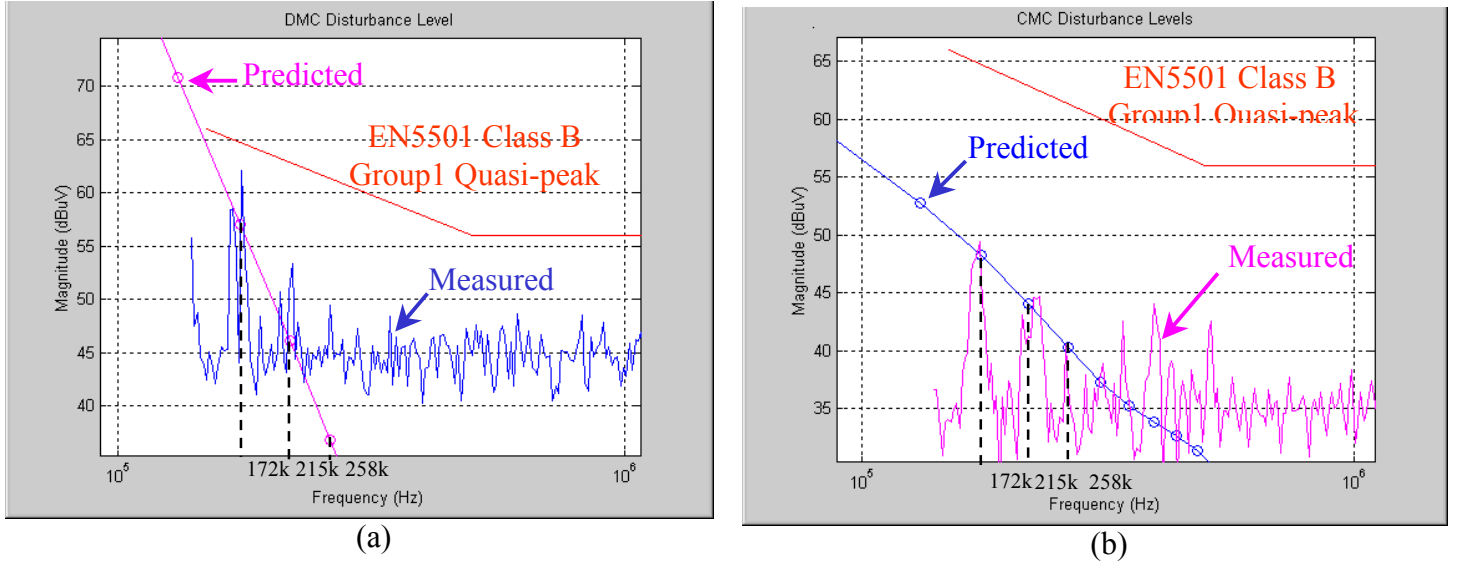 DMC Disturbance Level
Magnitude (dBuV)
70
65
60
55
50
45
40
Predicted
EN5501 Class B
Group1 Quasi-peak
Measured
172k 215k 258k
10^5
10^6
Frequency (Hz)
(a)
CMC Disturbance Levels
Magnitude (dBuV)
65
60
55
50
45
40
35
EN5501 Class B
Group1 Quasi-peak
Predicted
Measured
172k 215k 258k
10^5
10^6
Frequency (Hz)
(b)